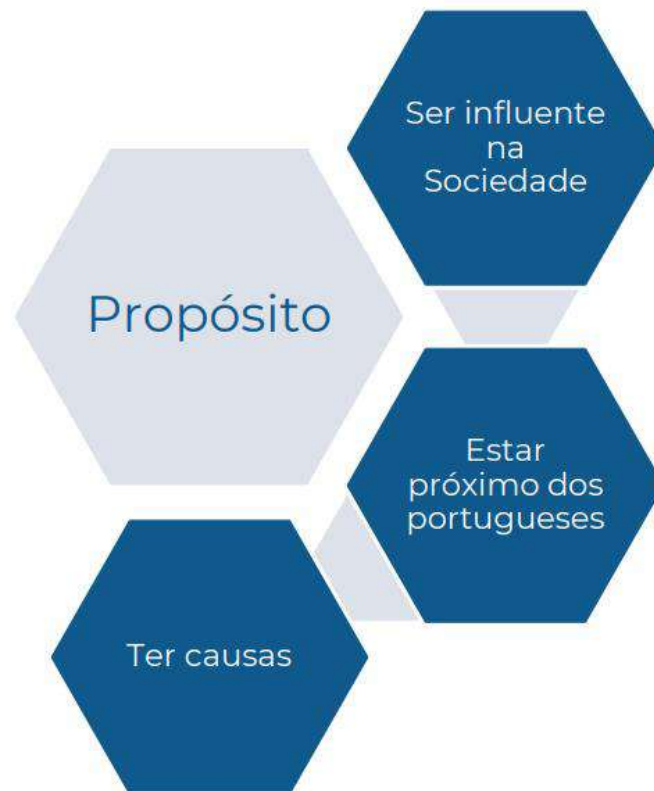 Propósito
Ser influente
na
Sociedade
Estar
próximo dos
portugueses
Ter causas